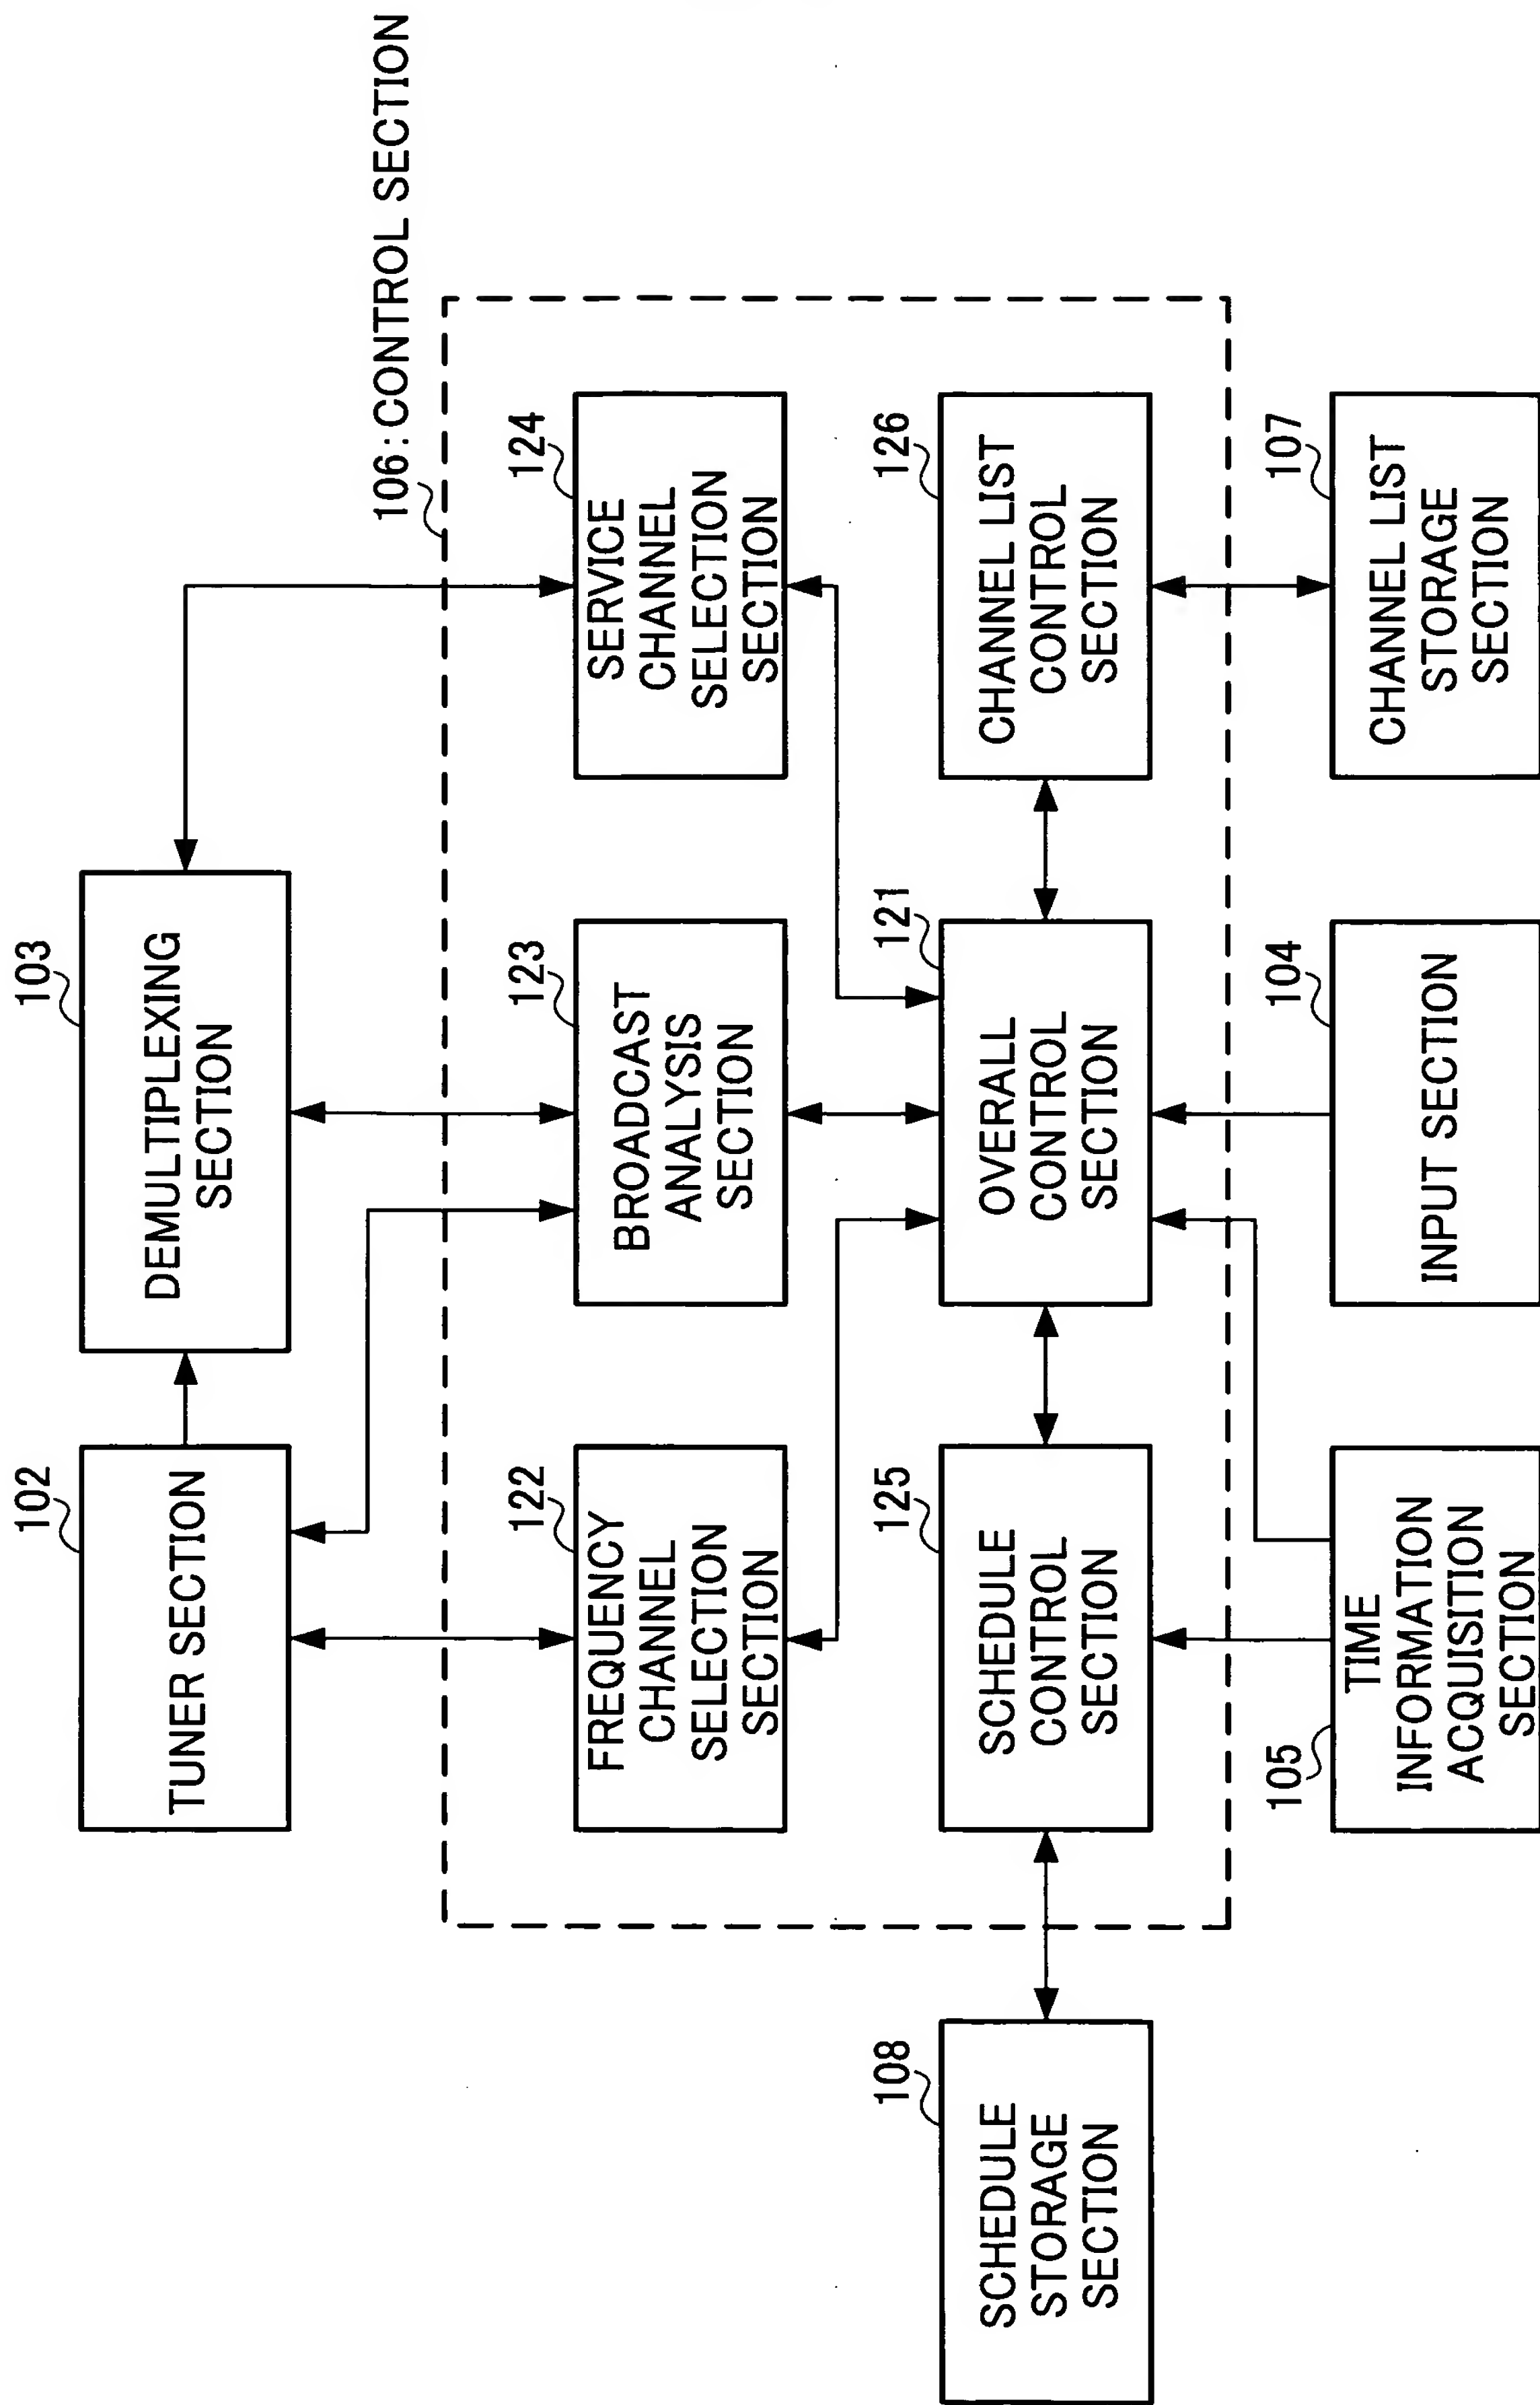 106:CONTROL SECTION
102
TUNER SECTION
103
DEMULTIPLEXING
SECTION
122
FREQUENCY
CHANNEL
SELECTION
SECTION
123
BROADCAST
ANALYSIS
SECTION
124
SERVICE
CHANNEL
SELECTION
SECTION
108
SCHEDULE
STORAGE
SECTION
125
SCHEDULE
CONTROL
SECTION
121
OVERALL
CONTROL
SECTION
126
CHANNEL LIST
CONTROL
SECTION
105
TIME
INFORMATION
ACQUISITION
SECTION
104
INPUT SECTION
107
CHANNEL LIST
STORAGE
SECTION